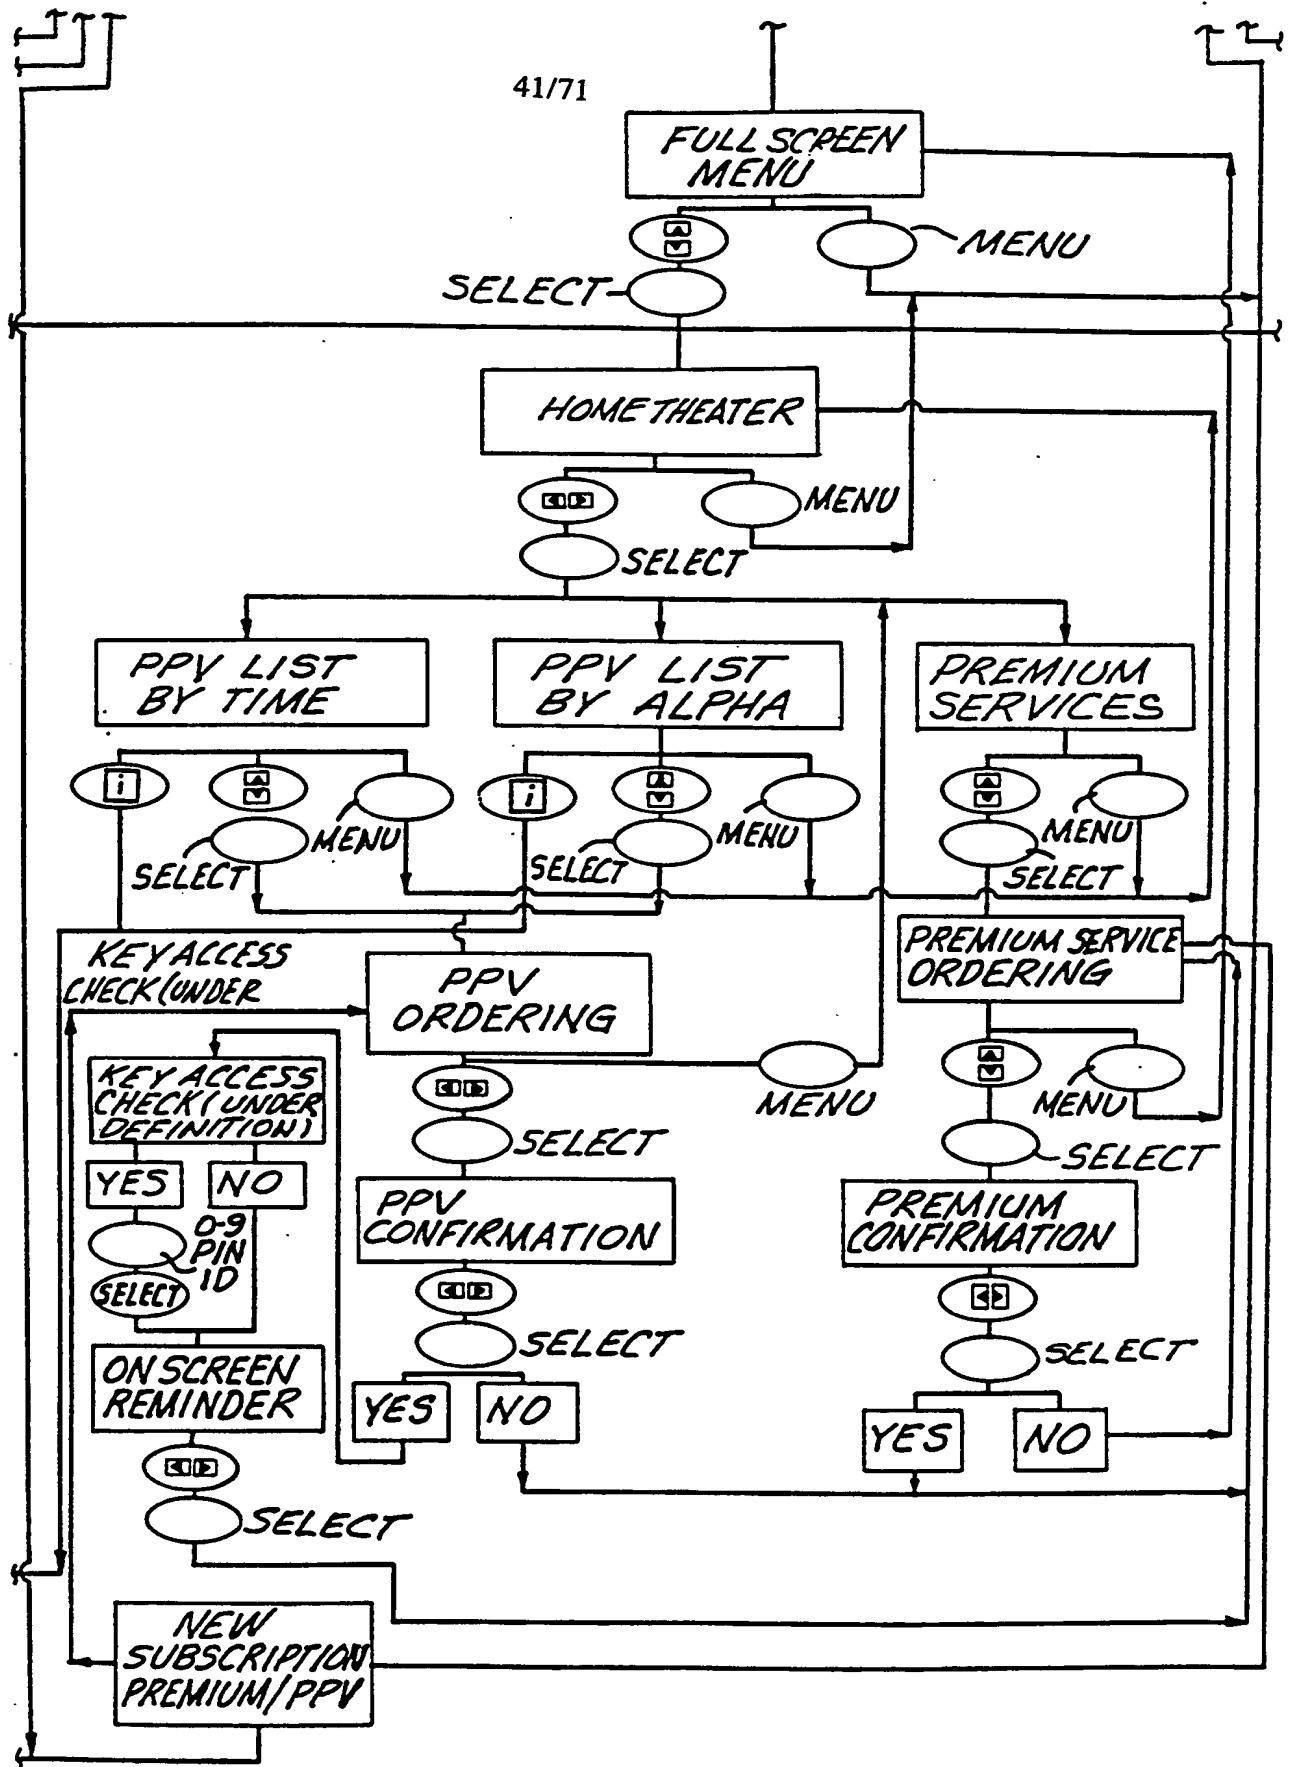 41/71
FULL SCREEN
MENU
MENU
SELECT
HOME THEATER
MENU
SELECT
PPV LIST
BY TIME
PPV LIST
BY ALPHA
PREMIUM
SERVICES
i
MENU
SELECT
i
MENU
SELECT
MENU
SELECT
KEY ACCESS
CHECK (UNDER
PPV
ORDERING
PREMIUM SERVICE
ORDERING
KEY ACCESS
CHECK (UNDER
DEFINITION)
MENU
MENU
SELECT
SELECT
YES
NO
0-9
PIN
ID
SELECT
PPV
CONFIRMATION
PREMIUM
CONFIRMATION
SELECT
SELECT
ON SCREEN
REMINDER
YES
NO
YES
NO
SELECT
NEW
SUBSCRIPTION
PREMIUM/PPV